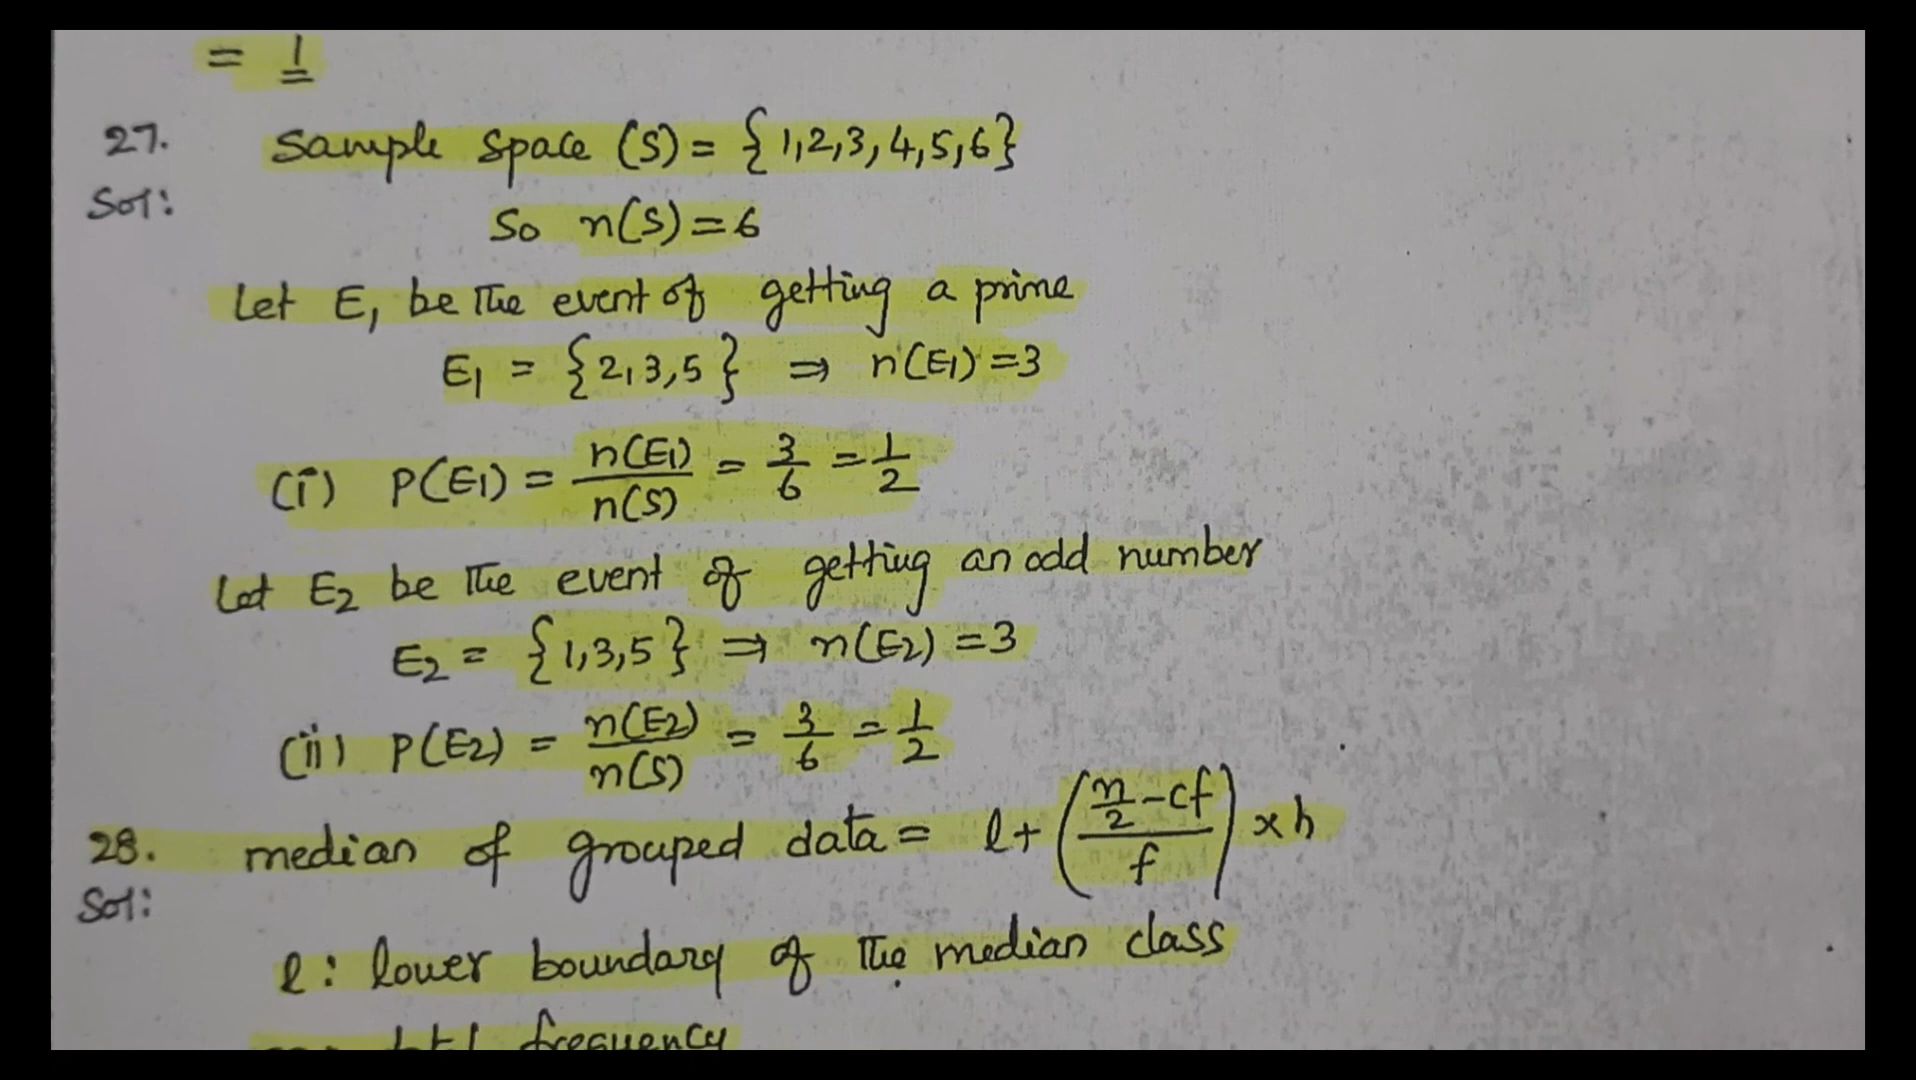 = 1
27. Sample space (S) = {1,2,3,4,5,6}
Sol:
So n(S) = 6
Let E1 be the event of getting a prime
E1 = {2,3,5} ⇒ n(E1) = 3
(i) P(E1) = n(E1)/n(S) = 3/6 = 1/2
Let E2 be the event of getting an odd number
E2 = {1,3,5} ⇒ n(E2) = 3
(ii) P(E2) = n(E2)/n(S) = 3/6 = 1/2
28. median of grouped data = l + ((n/2 - cf)/f) x h
Sol:
l: lower boundary of the median class
frequency